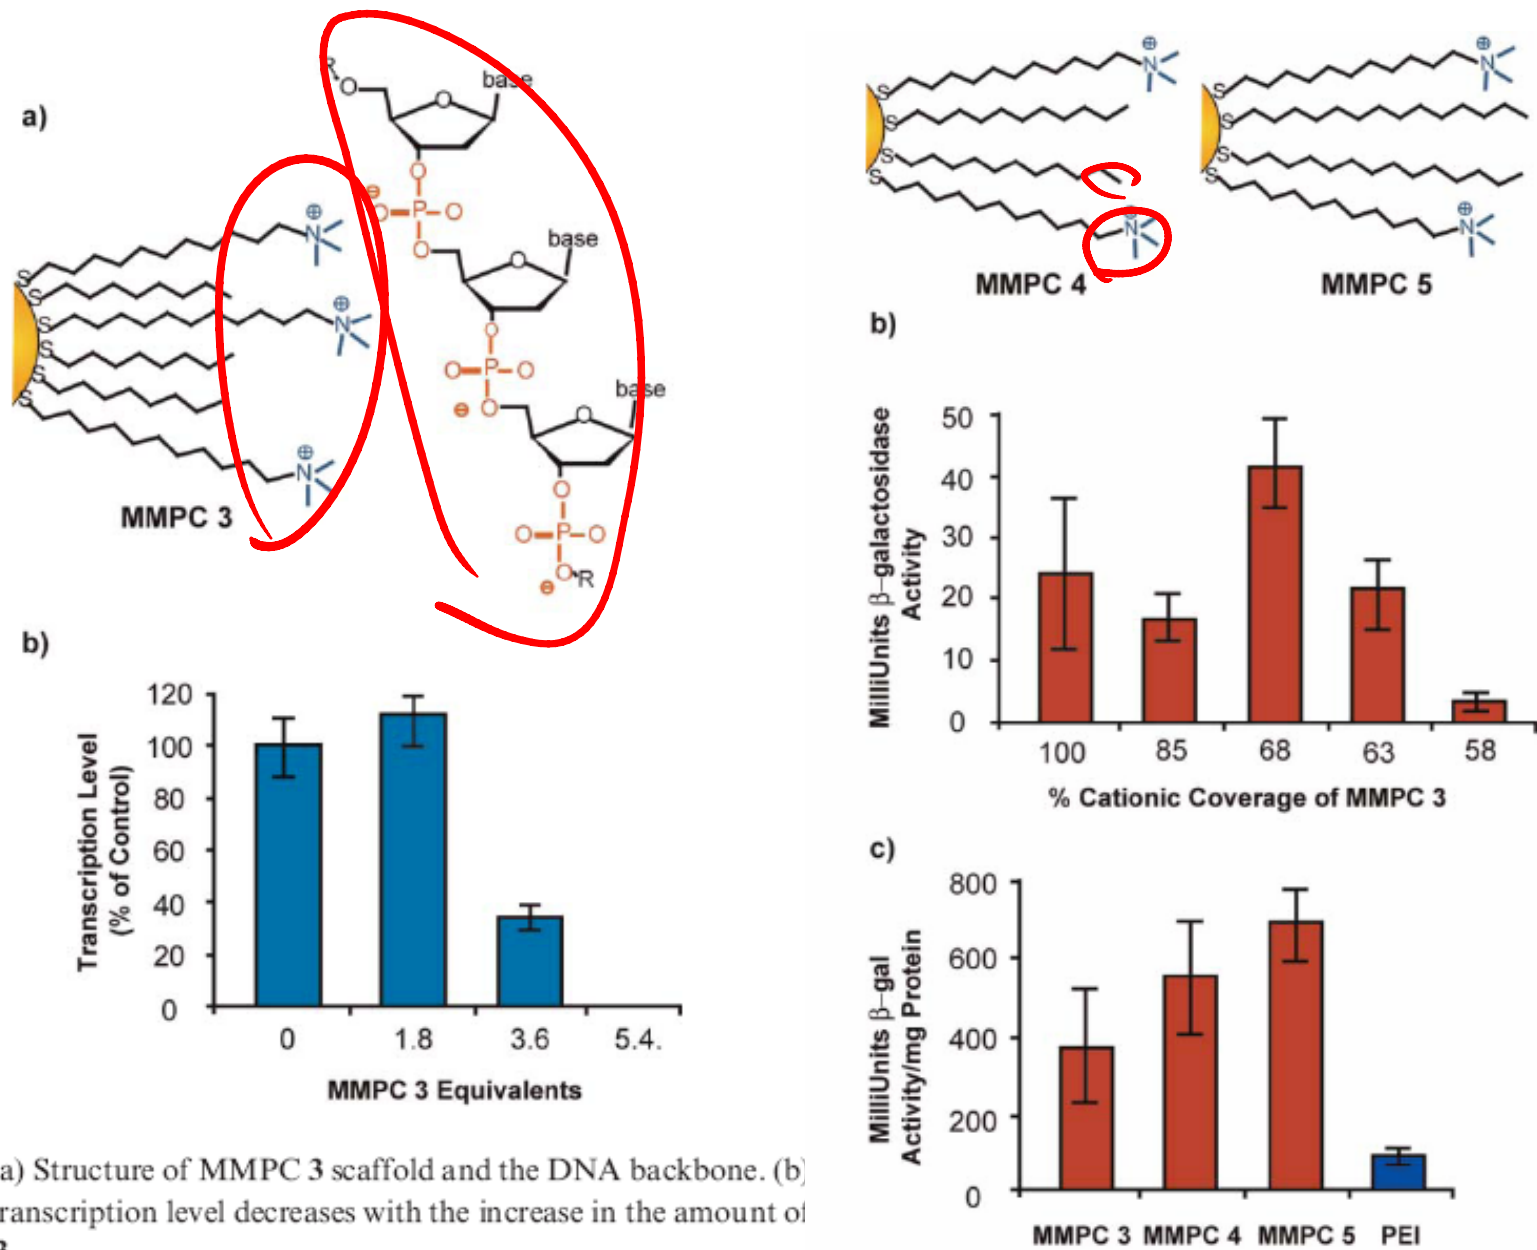 a)
R
O
O
base
O
O
P
O
O
base
O
O
P
O
O
base
O
O
P
O
O
R
S
S
S
S
S
S
N
N
N
MMPC 3
b)
Transcription Level
(% of Control)
120
100
80
60
40
20
0
0 1.8 3.6 5.4.
MMPC 3 Equivalents
a) Structure of MMPC 3 scaffold and the DNA backbone. (b)
ranscription level decreases with the increase in the amount of
S
S
S
S
N
N
MMPC 4
S
S
S
S
N
N
MMPC 5
b)
MilliUnits β–galactosidase
Activity
50
40
30
20
10
0
100 85 68 63 58
% Cationic Coverage of MMPC 3
c)
MilliUnits β–gal
Activity/mg Protein
800
600
400
200
0
MMPC 3 MMPC 4 MMPC 5 PEI